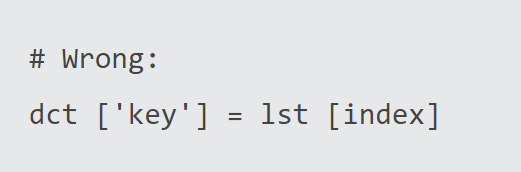 # Wrong:
dct ['key'] = lst [index]